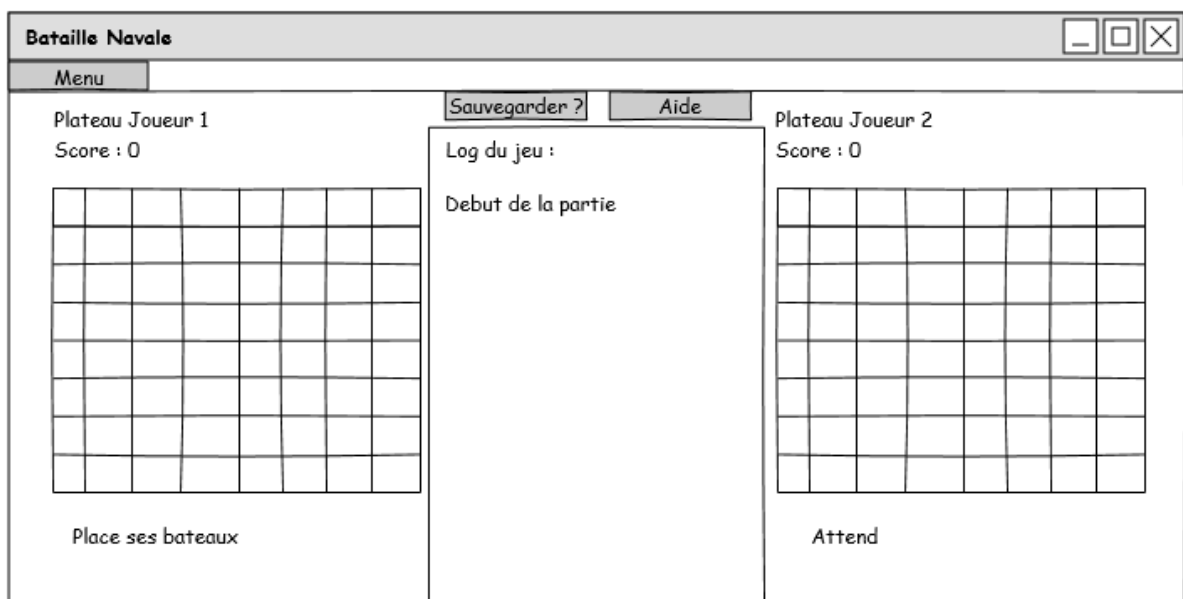 Bataille Navale
Menu
Sauvegarder ?
Aide
Plateau Joueur 1
Score : 0
Log du jeu :
Debut de la partie
Plateau Joueur 2
Score : 0
Place ses bateaux
Attend